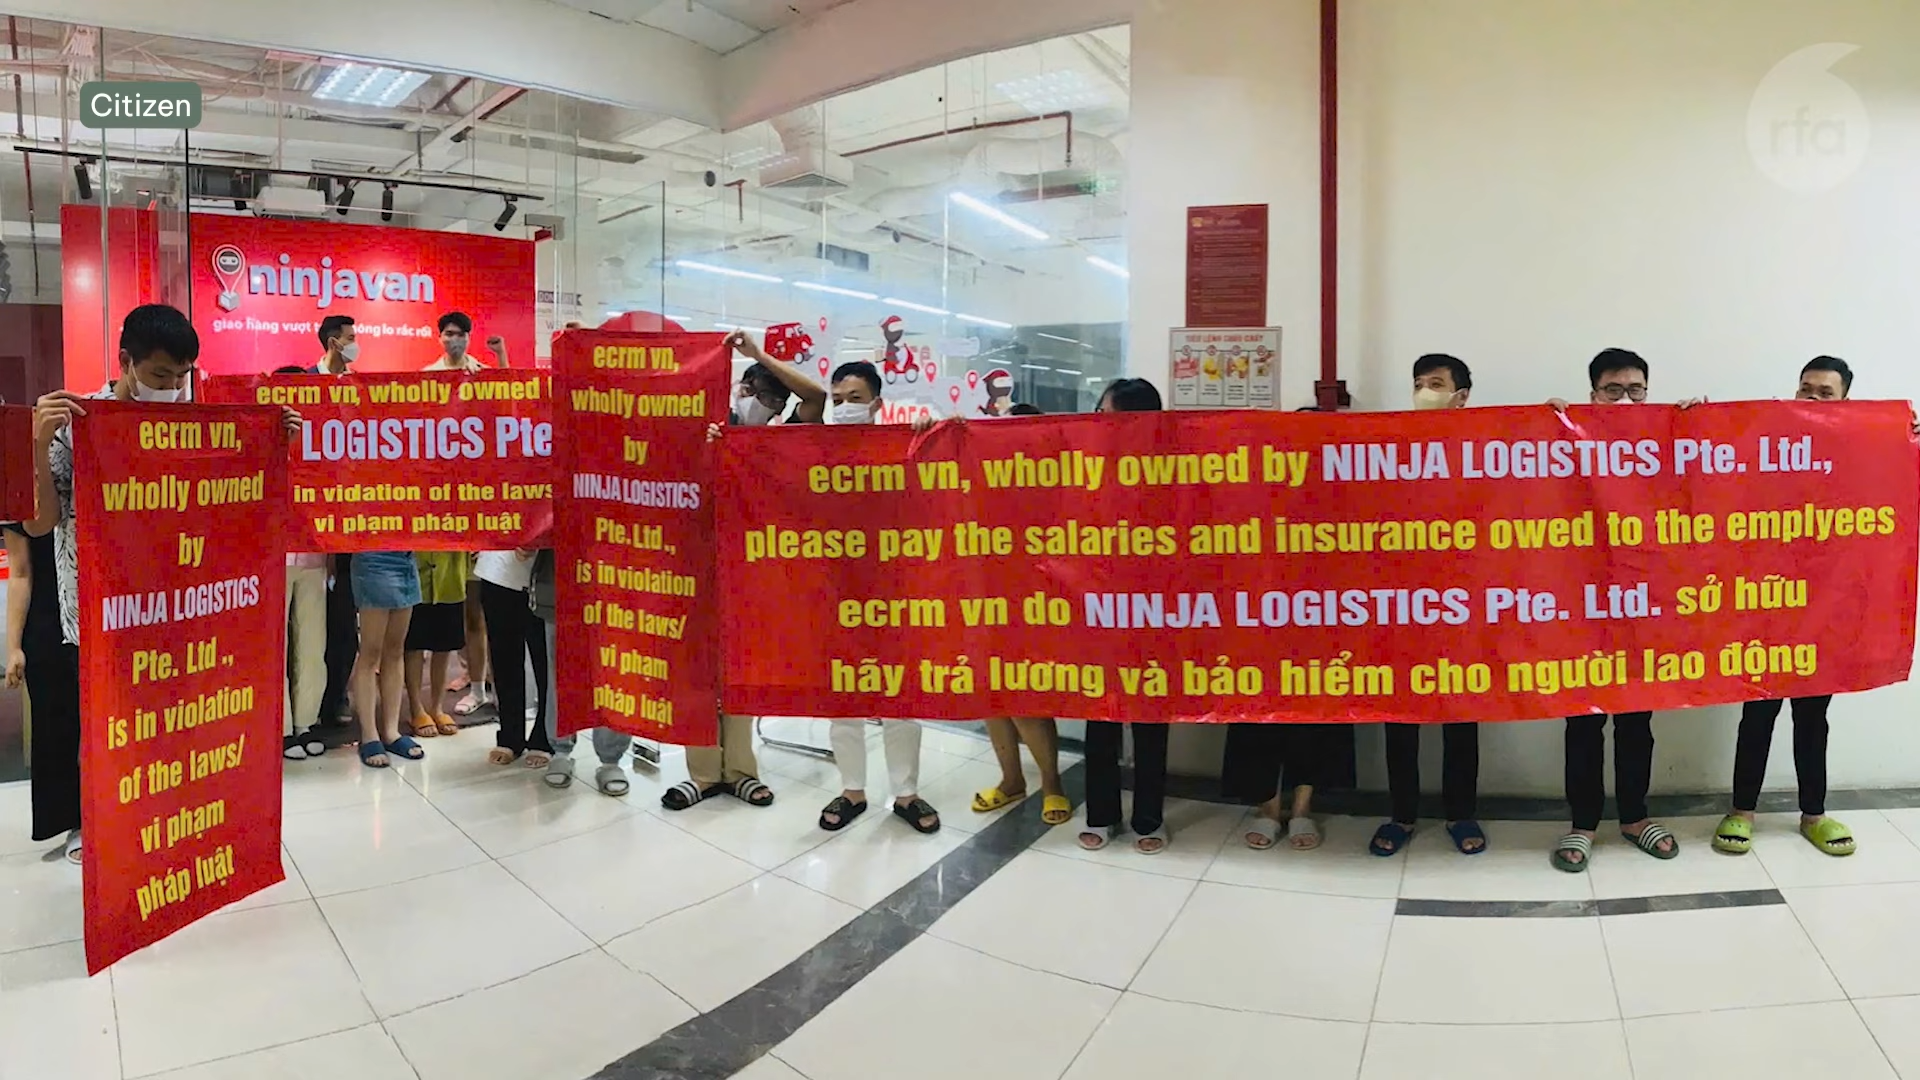 Citizen
rfa
ninjavan
giao hàng vượt
lo rắc rối
ecrm vn,
wholly owned
by
NINJA LOGISTICS
Pte. Ltd .,
is in violation
of the laws/
vi phạm
pháp luật
ecrm vn, wholly owned
LOGISTICS Pte
in violation of the laws
vi phạm pháp luật
ecrm vn,
wholly owned
by
NINJA LOGISTICS
Pte. Ltd .,
is in violation
of the laws/
vi phạm
pháp luật
TIÊU LỆNH CHỮA CHÁY
ecrm vn, wholly owned by NINJA LOGISTICS Pte. Ltd.,
please pay the salaries and insurance owed to the emplyees
ecrm vn do NINJA LOGISTICS Pte. Ltd. sở hữu
hãy trả lương và bảo hiểm cho người lao động